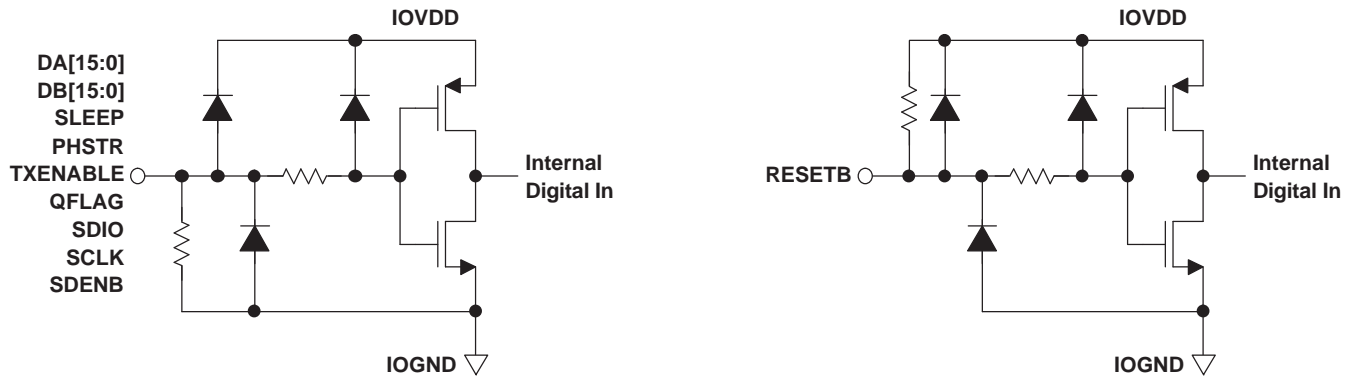 IOVDD
DA[15:0]
DB[15:0]
SLEEP
PHSTR
TXENABLE
QFLAG
SDIO
SCLK
SDENB
Internal
Digital In
IOGND
IOVDD
RESETB
Internal
Digital In
IOGND